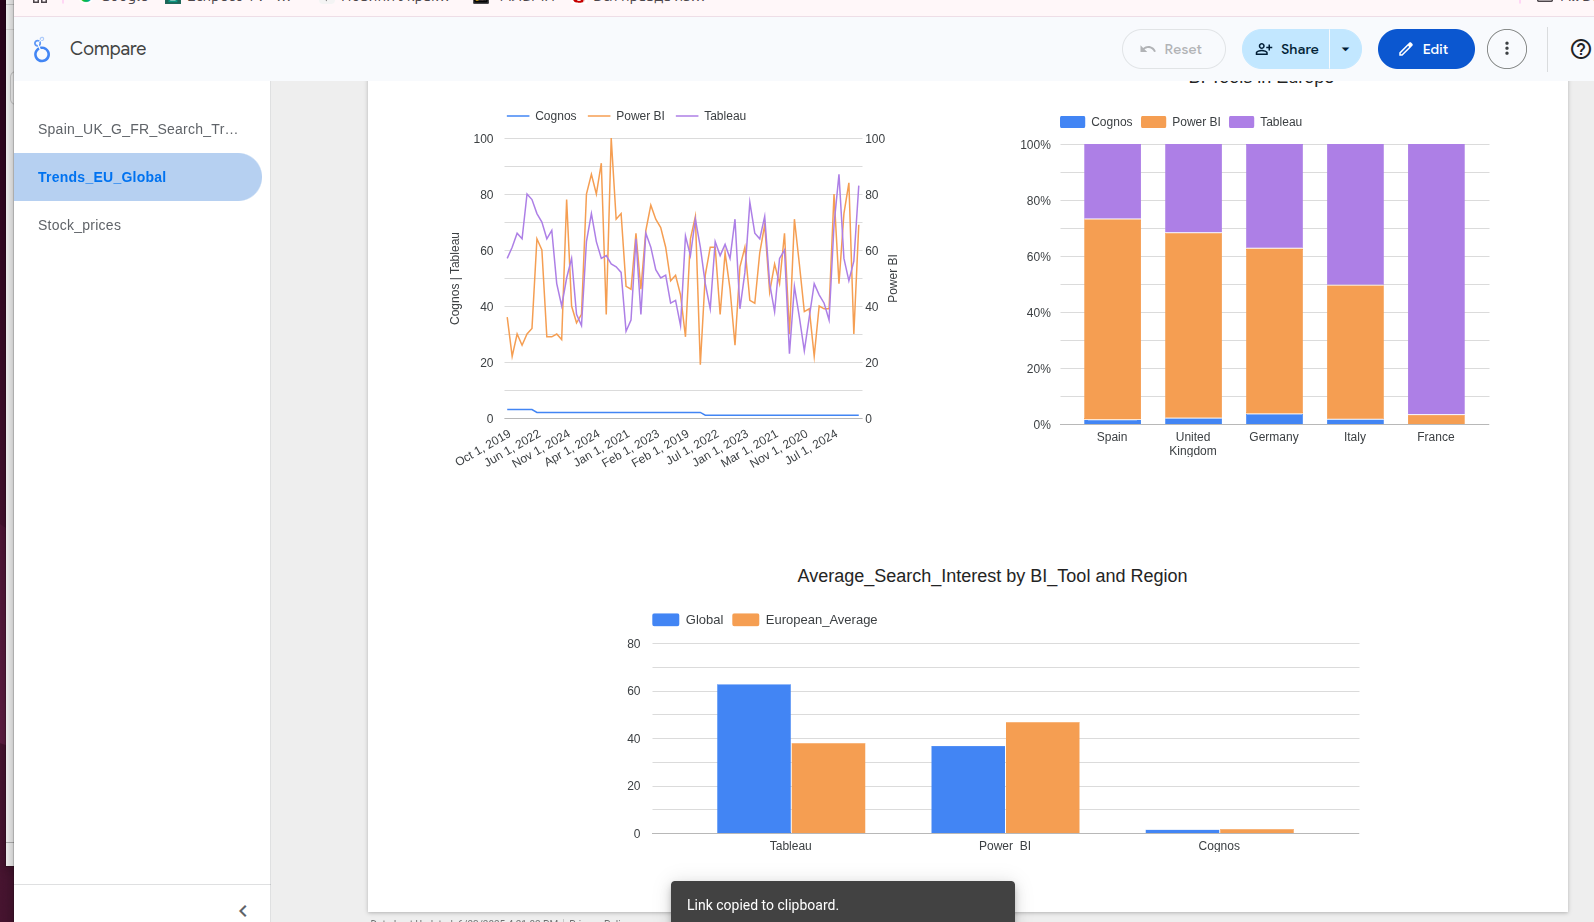 Compare
Reset
Share
Edit
Spain_UK_G_FR_Search_Tr...
Trends_EU_Global
Stock_prices
Cognos Power BI Tableau
100
80
60
40
20
0
100
80
60
40
20
0
Cognos | Tableau
Power BI
Oct 1, 2019
Jun 1, 2022
Nov 1, 2024
Apr 1, 2024
Jan 1, 2021
Feb 1, 2023
Feb 1, 2019
Jul 1, 2022
Jan 1, 2023
Mar 1, 2021
Nov 1, 2020
Jul 1, 2024
BI Tools in Europe
Cognos Power BI Tableau
100%
80%
60%
40%
20%
0%
Spain
United
Kingdom
Germany
Italy
France
Average_Search_Interest by BI_Tool and Region
Global European_Average
80
60
40
20
0
Tableau
Power BI
Cognos
Link copied to clipboard.